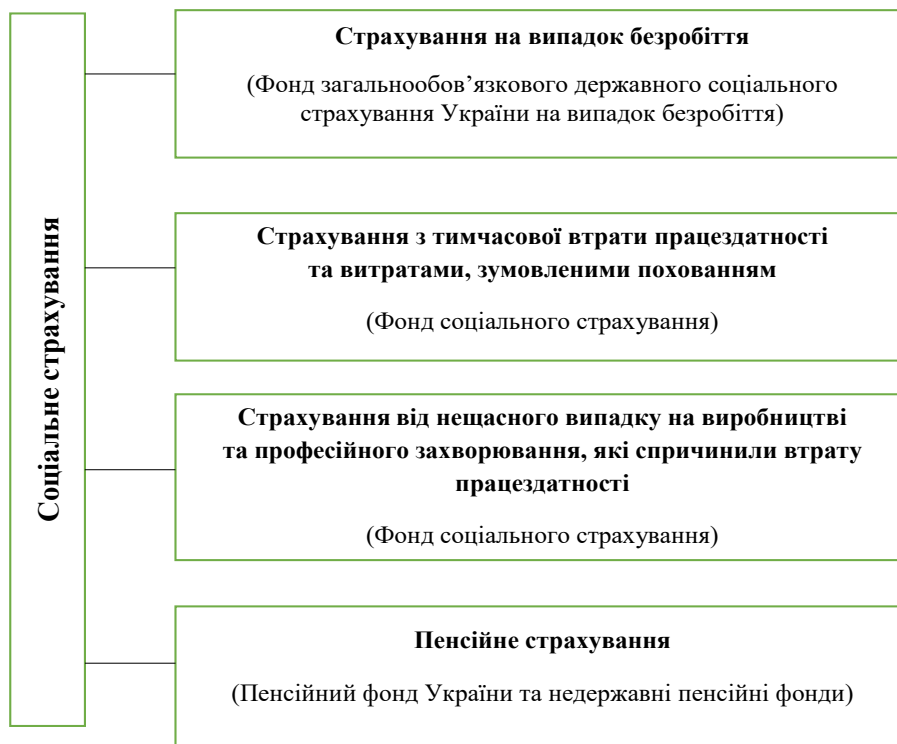 Соціальне страхування
Страхування на випадок безробіття
(Фонд загальнообов’язкового державного соціального
страхування України на випадок безробіття)
Страхування з тимчасової втрати працездатності
та витратами, зумовленими похованням
(Фонд соціального страхування)
Страхування від нещасного випадку на виробництві
та професійного захворювання, які спричинили втрату
працездатності
(Фонд соціального страхування)
Пенсійне страхування
(Пенсійний фонд України та недержавні пенсійні фонди)